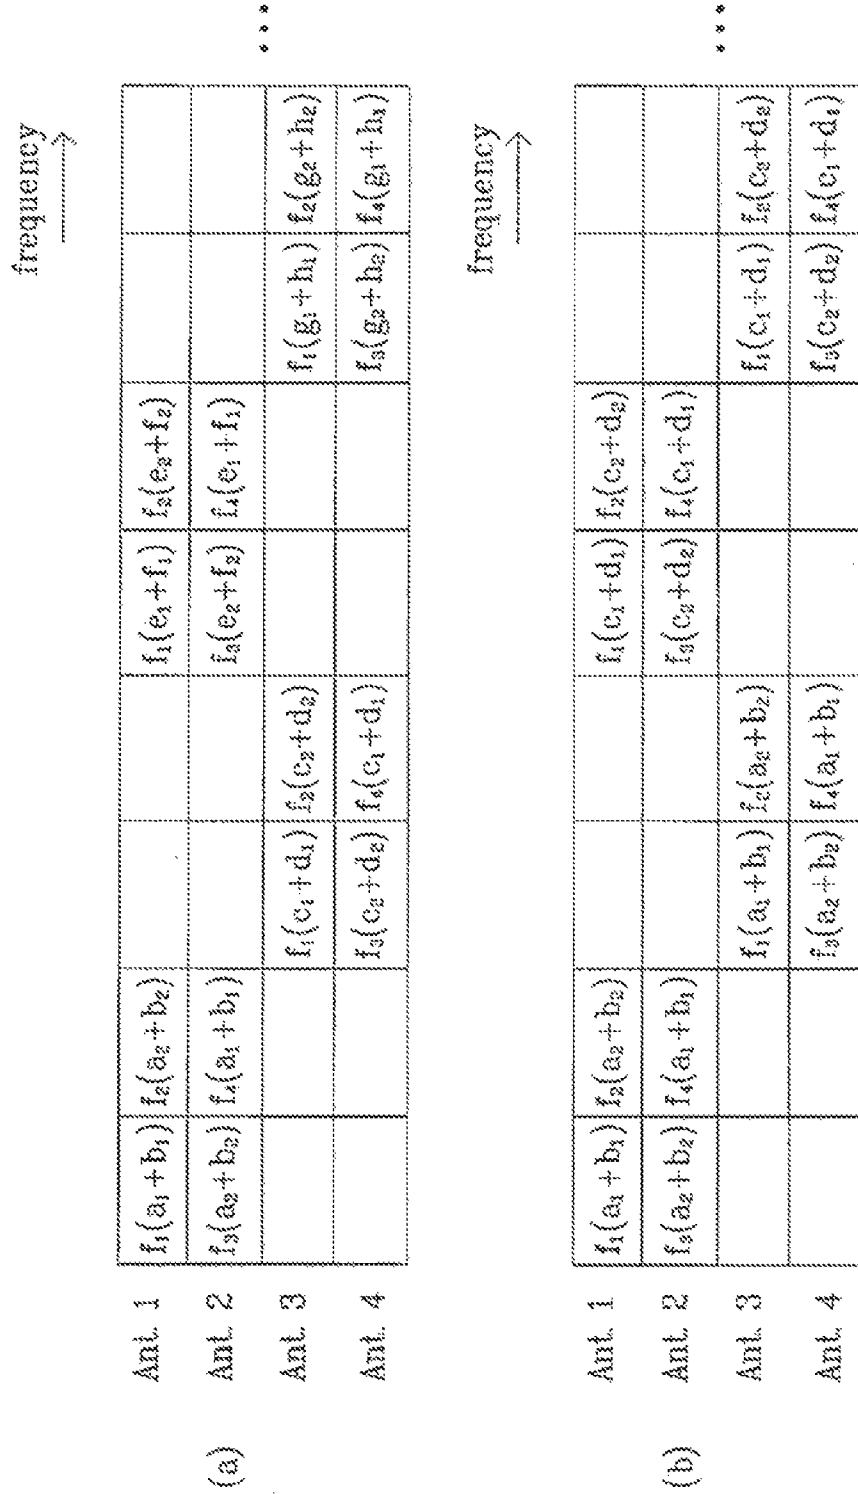 frequency
→
Ant. 1 f₁(a₁+b₁) f₂(a₂+b₂) f₁(e₁+f₁) f₂(e₂+f₂)
Ant. 2 f₃(a₂+b₂) f₄(a₁+b₁) f₃(e₂+f₂) f₄(e₁+f₁)
(a)
Ant. 3 f₁(c₁+d₁) f₂(c₂+d₂) f₁(g₁+h₁) f₂(g₂+h₂) •••
Ant. 4 f₃(c₂+d₂) f₄(c₁+d₁) f₃(g₂+h₂) f₄(g₁+h₁)
frequency
→
Ant. 1 f₁(a₁+b₁) f₂(a₂+b₂) f₁(c₁+d₁) f₂(c₂+d₂)
Ant. 2 f₃(a₂+b₂) f₄(a₁+b₁) f₃(c₂+d₂) f₄(c₁+d₁)
(b)
Ant. 3 f₁(a₁+b₁) f₂(a₂+b₂) f₁(c₁+d₁) f₂(c₂+d₂) •••
Ant. 4 f₃(a₂+b₂) f₄(a₁+b₁) f₃(c₂+d₂) f₄(c₁+d₁)